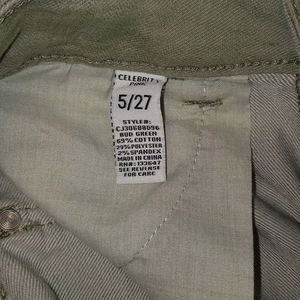 CELEBRITY
PINK
5/27
STYLE#:
CJ30688096
BUD GREEN
69% COTTON
29% POLYESTER
2% SPANDEX
MADE IN CHINA
RN#: 133647
SEE REVERSE
FOR CARE